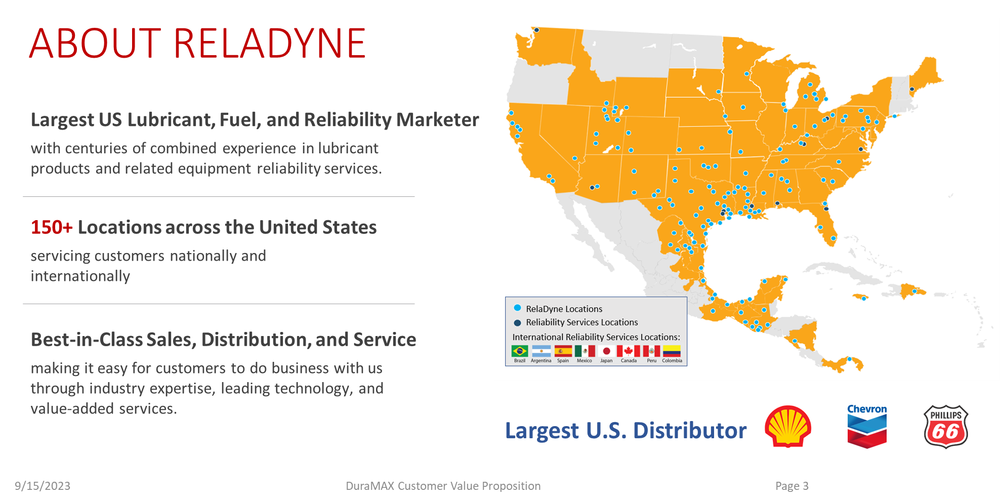 ABOUT RELADYNE
Largest US Lubricant, Fuel, and Reliability Marketer
with centuries of combined experience in lubricant
products and related equipment reliability services.
150+ Locations across the United States
servicing customers nationally and
internationally
Best-in-Class Sales, Distribution, and Service
making it easy for customers to do business with us
through industry expertise, leading technology, and
value-added services.
RelaDyne Locations
Reliability Services Locations
International Reliability Services Locations:
Brazil Argentina Spain Mexico Japan Canada Peru Colombia
Largest U.S. Distributor
Chevron
PHILLIPS
66
9/15/2023
DuraMAX Customer Value Proposition
Page 3